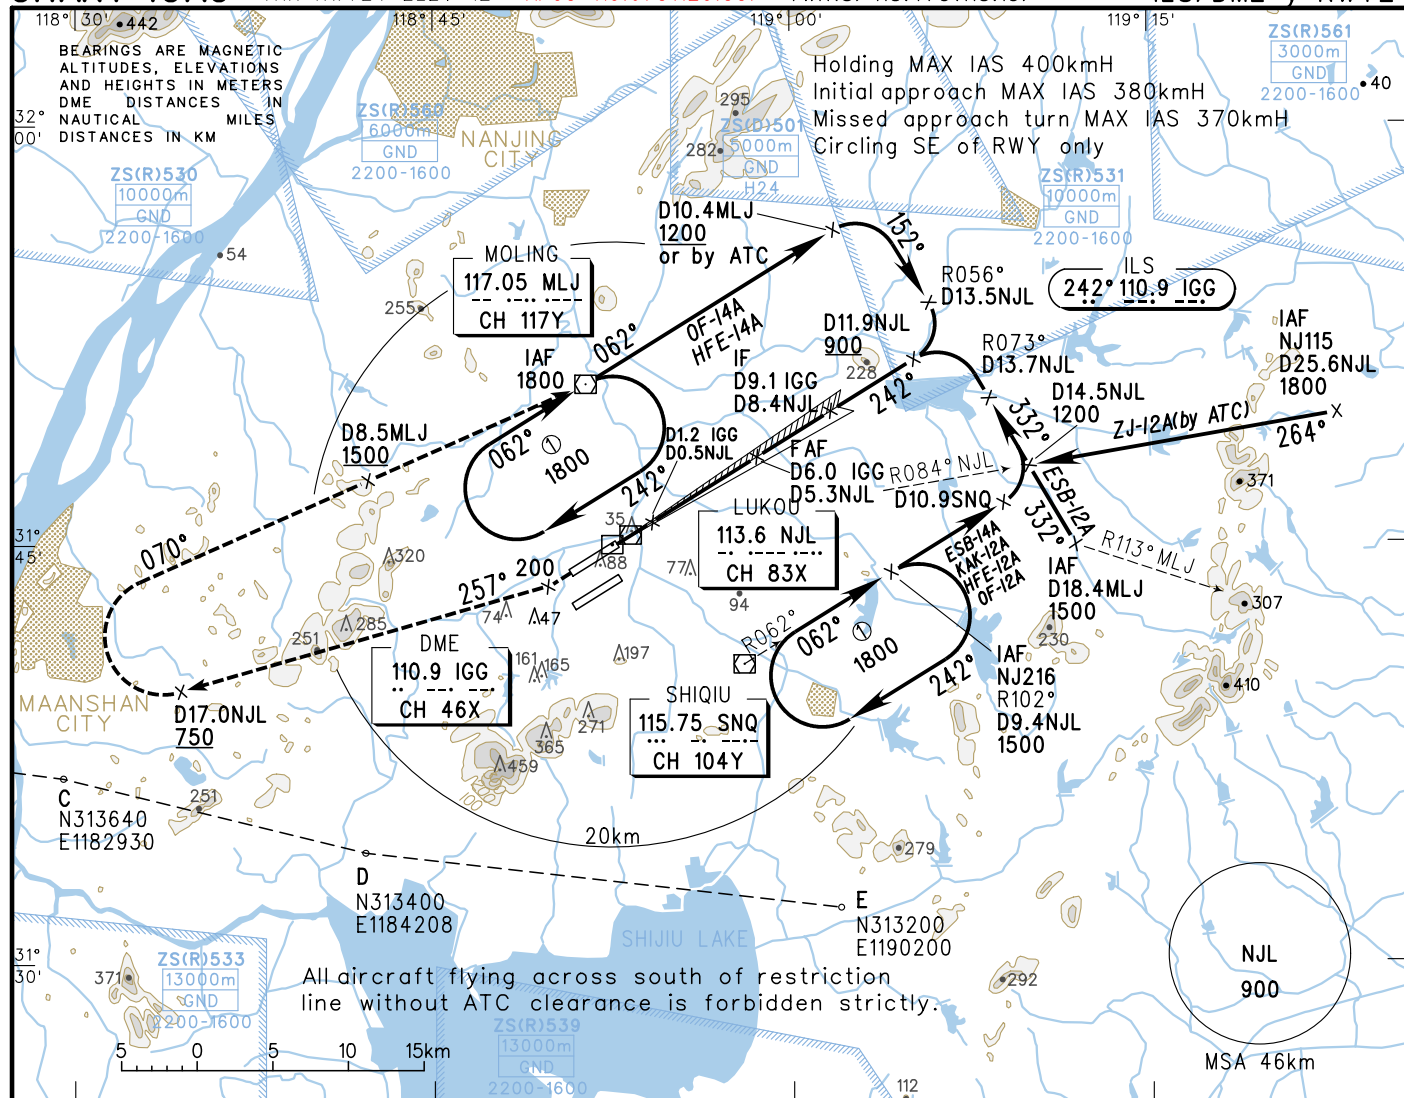 118°30'
118°45'
119°00'
119°15'
442
BEARINGS ARE MAGNETIC
ALTITUDES, ELEVATIONS
AND HEIGHTS IN METERS
DME DISTANCES IN
NAUTICAL MILES
DISTANCES IN KM
32°
00'
Holding MAX IAS 400kmH
Initial approach MAX IAS 380kmH
Missed approach turn MAX IAS 370kmH
Circling SE of RWY only
ZS(R)561
3000m
GND
2200-1600
40
ZS(R)560
6000m
GND
2200-1600
NANJING
CITY
295
282
ZS(D)501
5000m
GND
H24
ZS(R)530
10000m
GND
2200-1600
54
ZS(R)531
10000m
GND
2200-1600
D10.4MLJ
1200
or by ATC
152°
R056°
D13.5NJL
MOLING
117.05 MLJ
CH 117Y
255
ILS
242° 110.9 IGG
062°
OF-14A
HFE-14A
IAF
1800
D11.9NJL
900
228
242°
R073°
D13.7NJL
IAF
NJ115
D25.6NJL
1800
IF
D9.1 IGG
D8.4NJL
D14.5NJL
1200
332°
ZJ-12A(by ATC)
264°
D8.5MLJ
1500
062°
1
1800
242°
D1.2 IGG
D0.5NJL
FAF
D6.0 IGG
D5.3NJL
R084° NJL
D10.9SNQ
ESB-12A
332°
371
R113° MLJ
LUKOU
113.6 NJL
CH 83X
35
88
77
94
31°
45'
070°
320
257°
200
74
47
285
251
ESB-14A
KAK-12A
HFE-12A
OF-12A
IAF
D18.4MLJ
1500
307
230
R062°
062°
1
1800
242°
IAF
NJ216
R102°
D9.4NJL
1500
410
DME
110.9 IGG
CH 46X
161
165
197
271
365
459
SHIQIU
115.75 SNQ
CH 104Y
MAANSHAN
CITY
D17.0NJL
750
C
N313640
E1182930
251
20km
279
D
N313400
E1184208
E
N313200
E1190200
SHIJIU LAKE
31°
30'
371
ZS(R)533
13000m
GND
2200-1600
All aircraft flying across south of restriction
line without ATC clearance is forbidden strictly.
292
NJL
900
MSA 46km
ZS(R)539
13000m
GND
2200-1600
5 0 5 10 15km
112